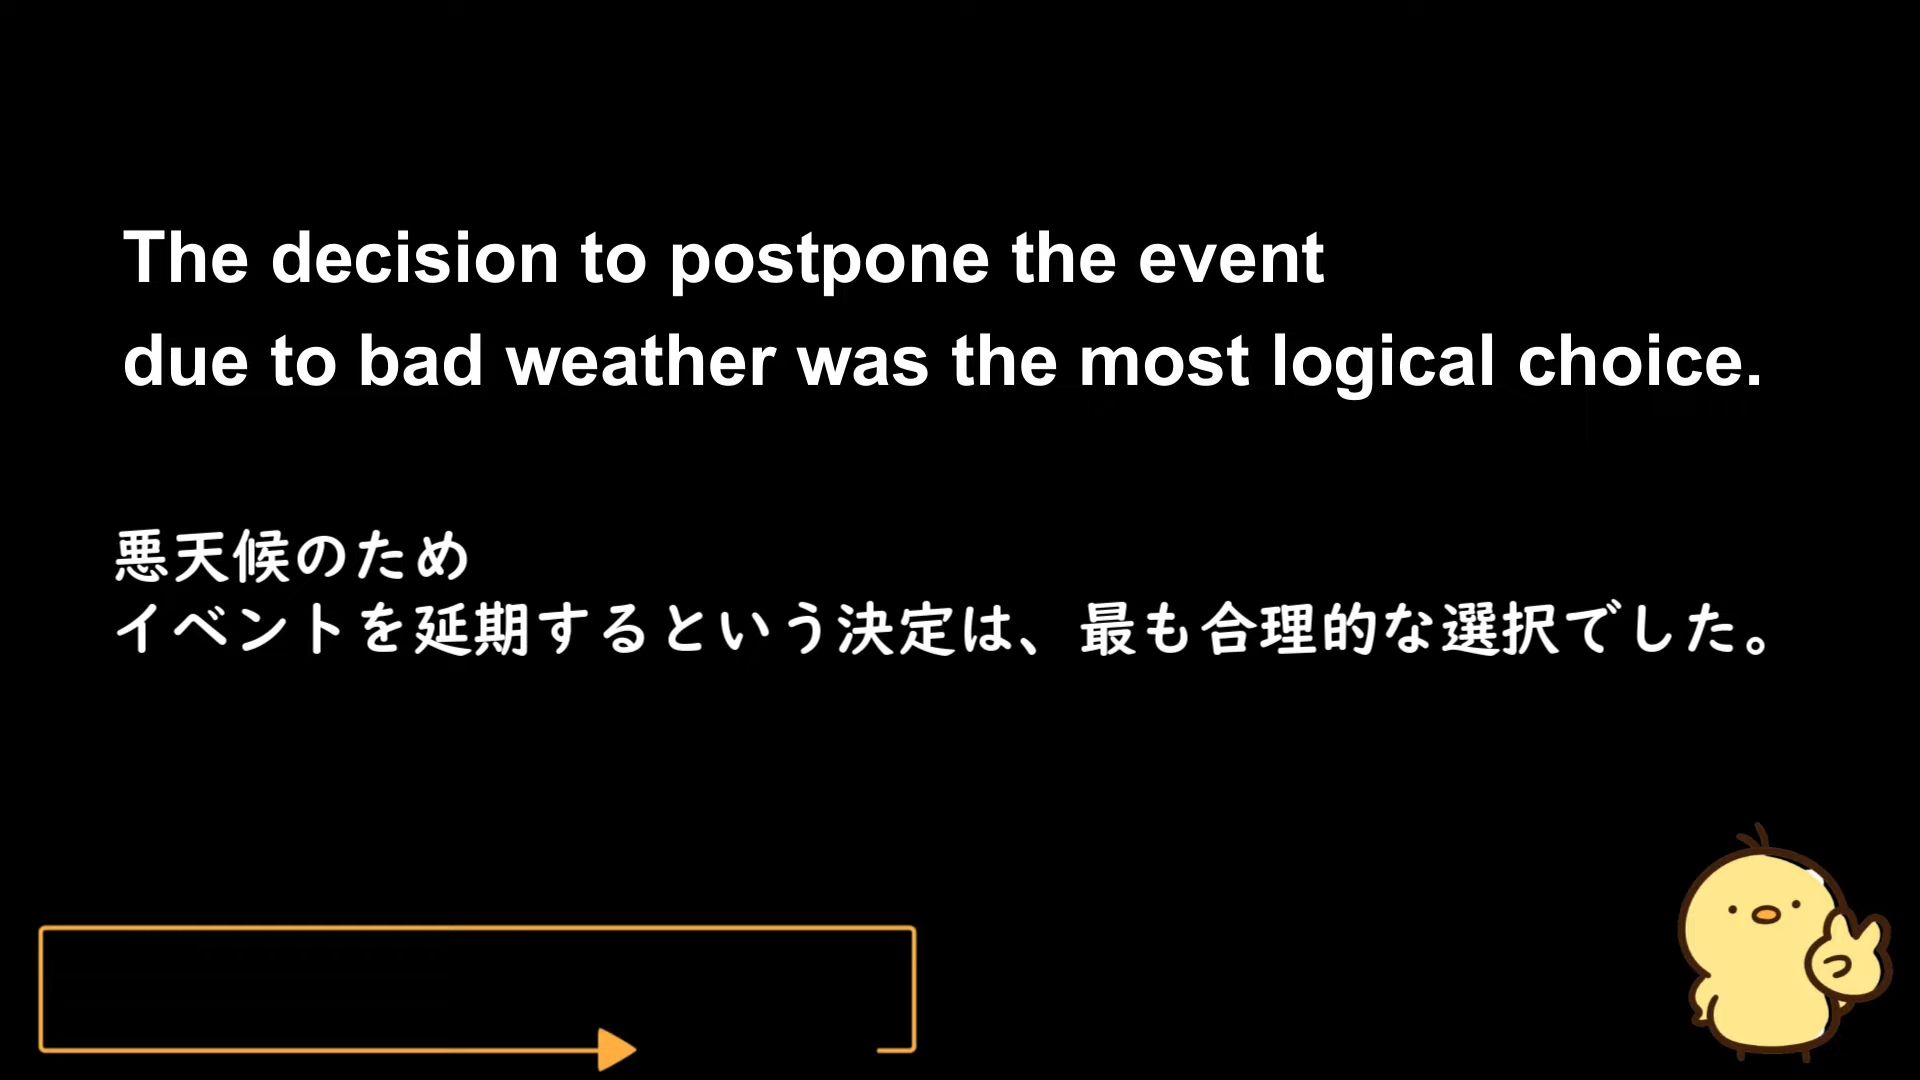 The decision to postpone the event
due to bad weather was the most logical choice.
悪天候のため
イベントを延期するという決定は、最も合理的な選択でした。